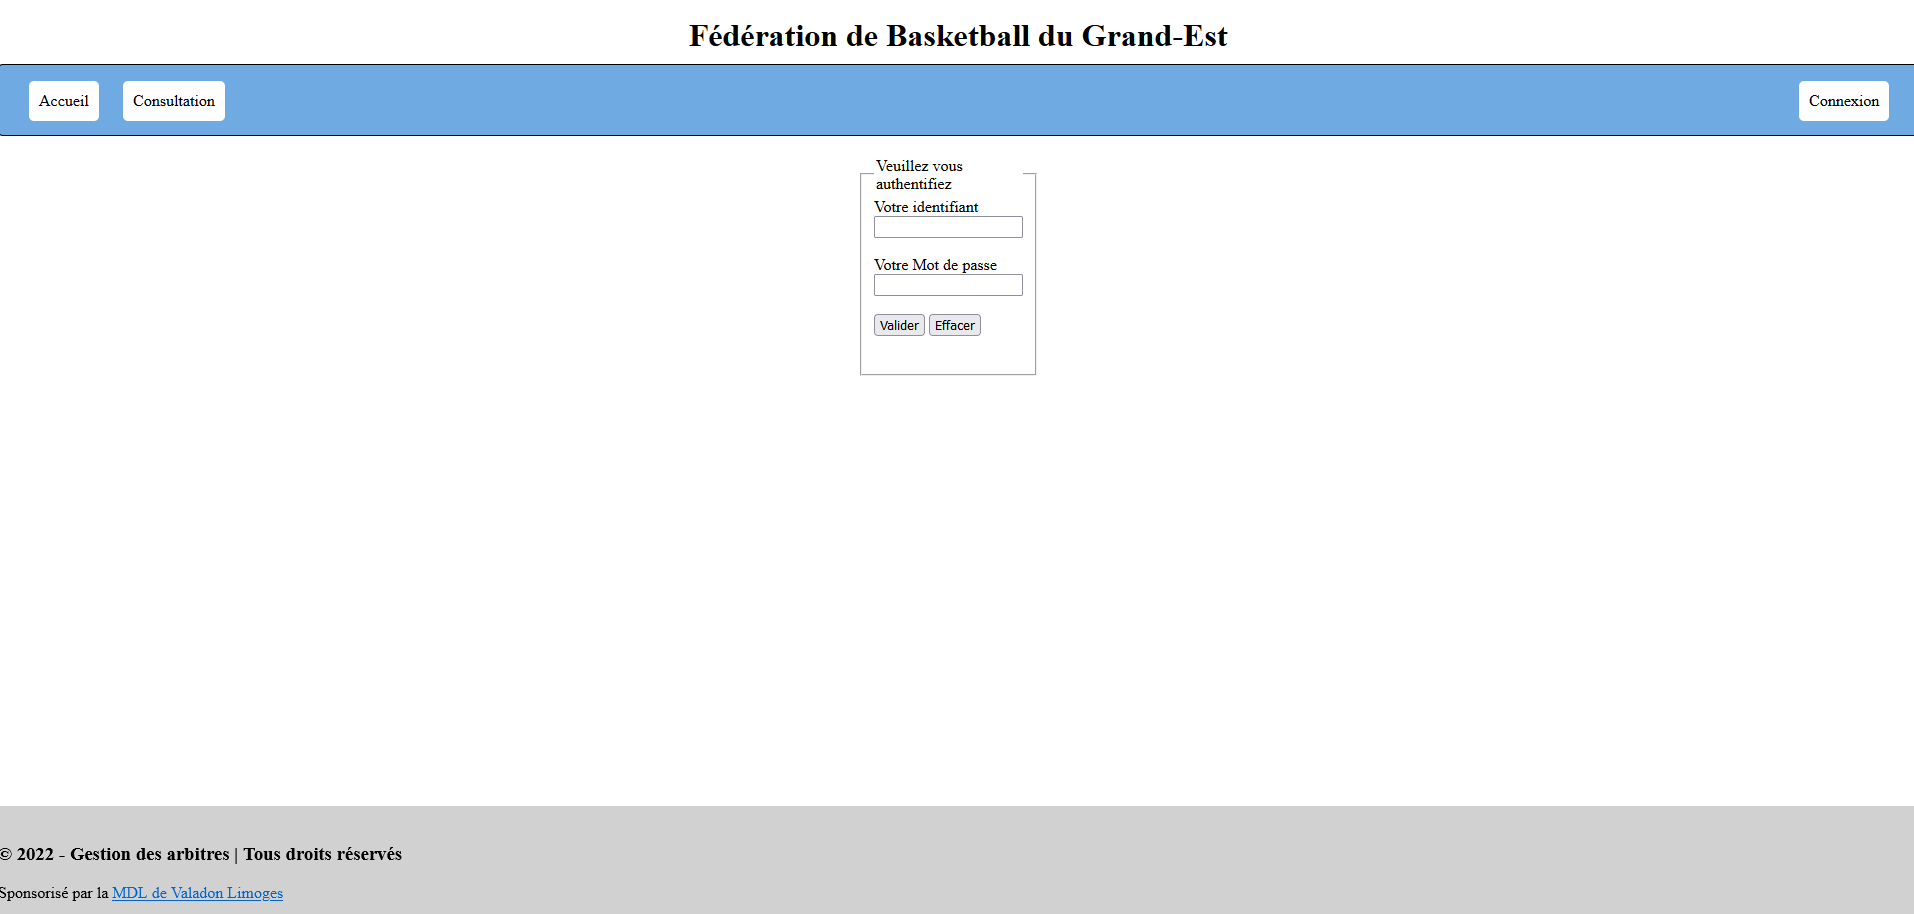 Fédération de Basketball du Grand-Est
Accueil
Consultation
Connexion
Veuillez vous
authentifiez
Votre identifiant
Votre Mot de passe
Valider
Effacer
© 2022 - Gestion des arbitres | Tous droits réservés
Sponsorisé par la MDL de Valadon Limoges